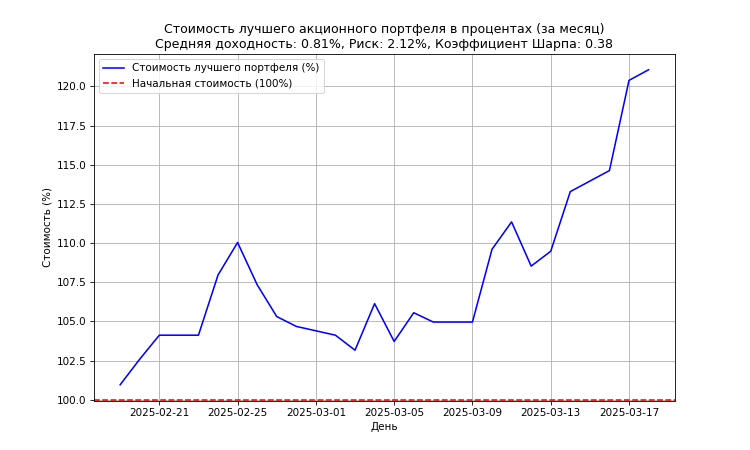 Стоимость лучшего акционного портфеля в процентах (за месяц)
Средняя доходность: 0.81%, Риск: 2.12%, Коэффициент Шарпа: 0.38
Стоимость лучшего портфеля (%)
Начальная стоимость (100%)
Стоимость (%)
120.0
117.5
115.0
112.5
110.0
107.5
105.0
102.5
100.0
2025-02-21
2025-02-25
2025-03-01
2025-03-05
2025-03-09
2025-03-13
2025-03-17
День